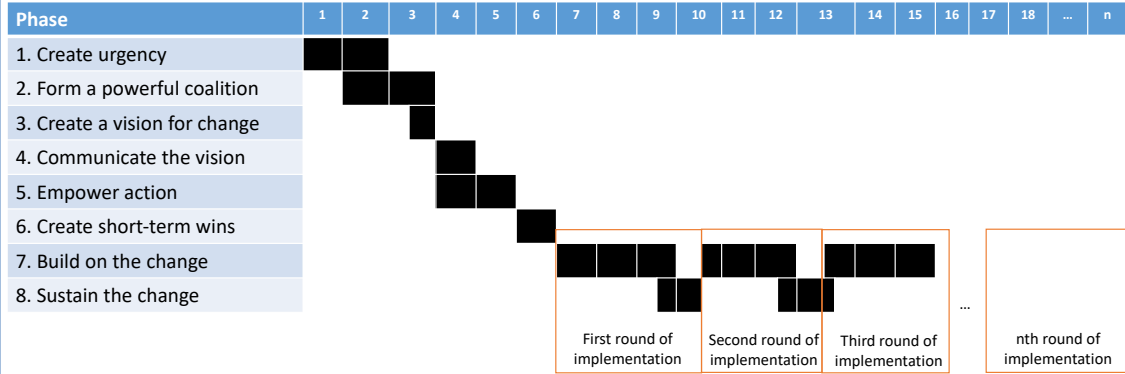 Phase 1 2 3 4 5 6 7 8 9 10 11 12 13 14 15 16 17 18 ... n
1. Create urgency
2. Form a powerful coalition
3. Create a vision for change
4. Communicate the vision
5. Empower action
6. Create short-term wins
7. Build on the change
8. Sustain the change
...
First round of
implementation
Second round of
implementation
Third round of
implementation
nth round of
implementation